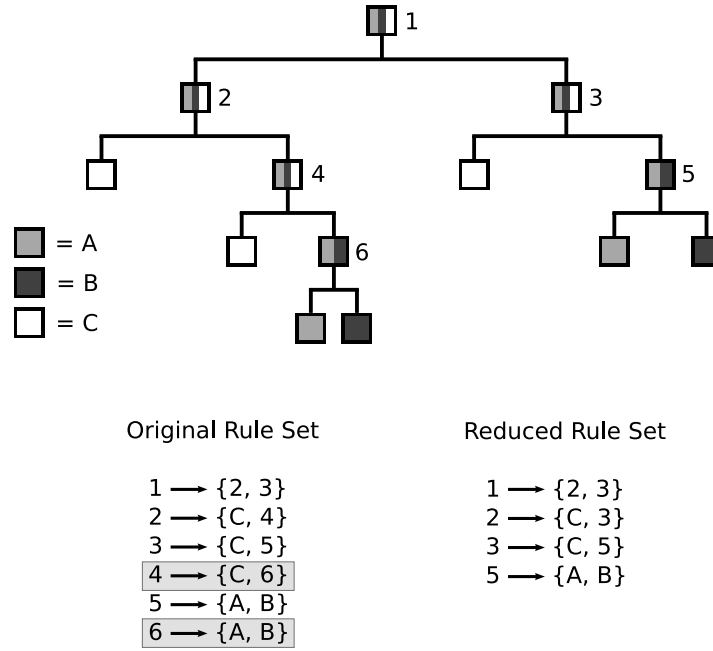 1
2
3
4
5
6
= A
= B
= C
Original Rule Set
1 → {2, 3}
2 → {C, 4}
3 → {C, 5}
4 → {C, 6}
5 → {A, B}
6 → {A, B}
Reduced Rule Set
1 → {2, 3}
2 → {C, 3}
3 → {C, 5}
5 → {A, B}